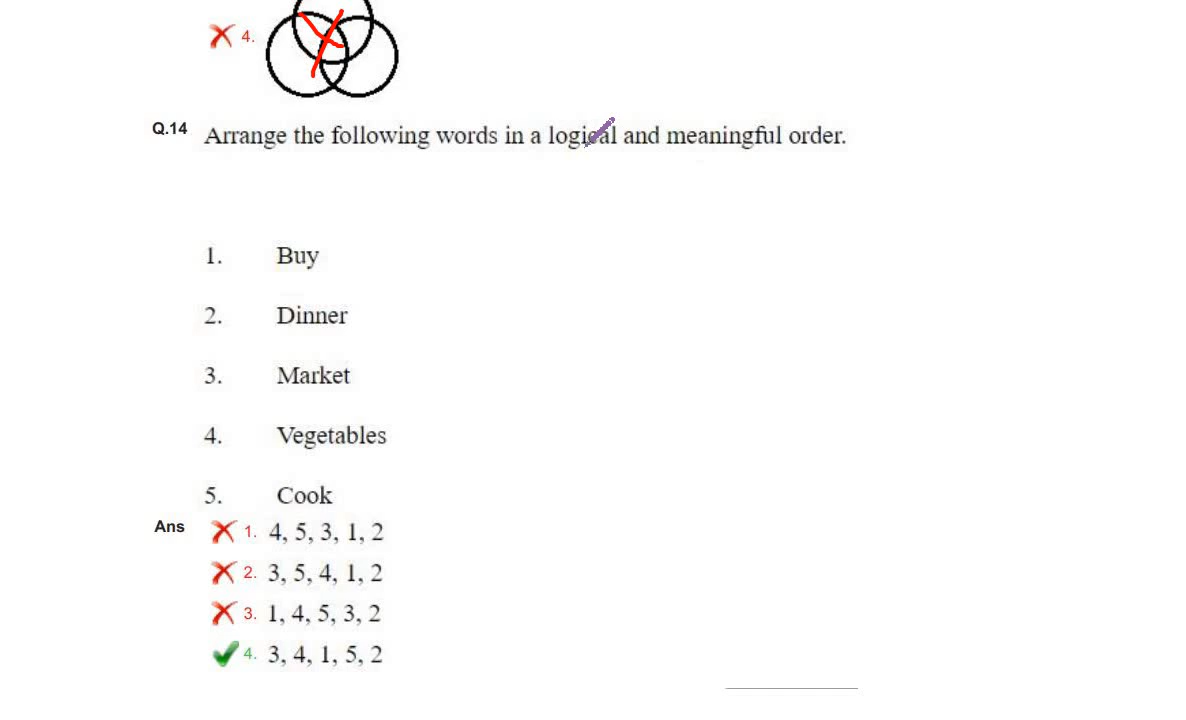 4.
Q.14 Arrange the following words in a logical and meaningful order.
1. Buy
2. Dinner
3. Market
4. Vegetables
5. Cook
Ans 1. 4, 5, 3, 1, 2
2. 3, 5, 4, 1, 2
3. 1, 4, 5, 3, 2
4. 3, 4, 1, 5, 2